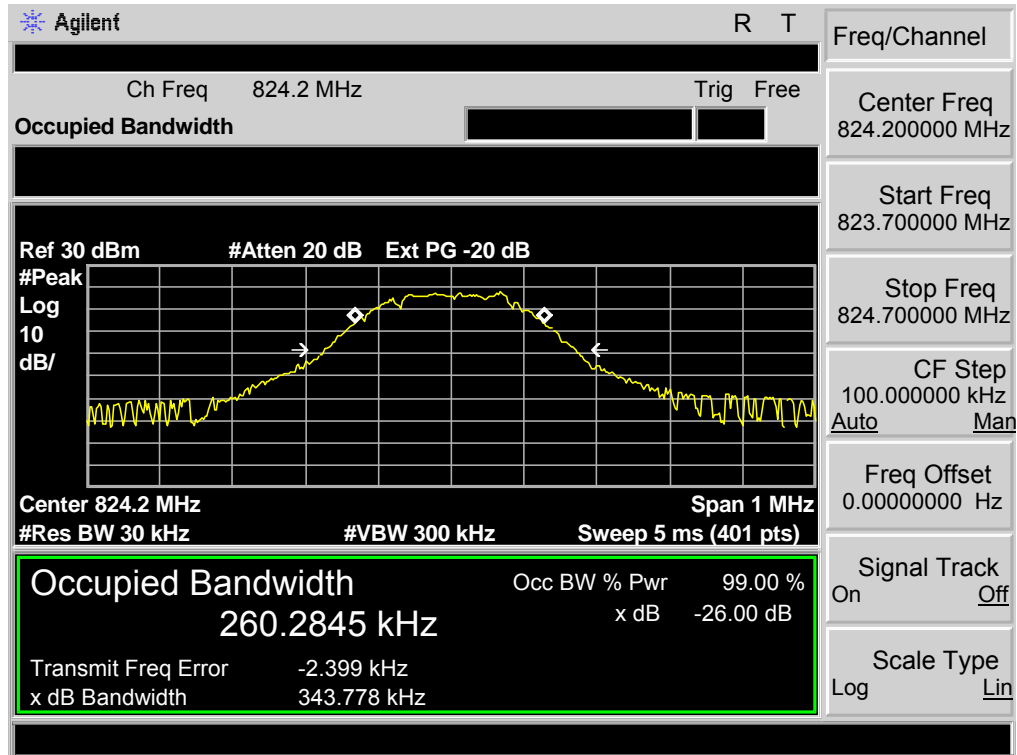 Agilent
R T
Freq/Channel
Ch Freq 824.2 MHz
Trig Free
Occupied Bandwidth
Center Freq
824.200000 MHz
Start Freq
823.700000 MHz
Ref 30 dBm #Atten 20 dB Ext PG -20 dB
#Peak
Log
10
dB/
Stop Freq
824.700000 MHz
CF Step
100.000000 kHz
Auto Man
Freq Offset
0.00000000 Hz
Center 824.2 MHz Span 1 MHz
#Res BW 30 kHz #VBW 300 kHz Sweep 5 ms (401 pts)
Occupied Bandwidth
260.2845 kHz
Occ BW % Pwr 99.00 %
x dB -26.00 dB
Transmit Freq Error -2.399 kHz
x dB Bandwidth 343.778 kHz
Signal Track
On Off
Scale Type
Log Lin